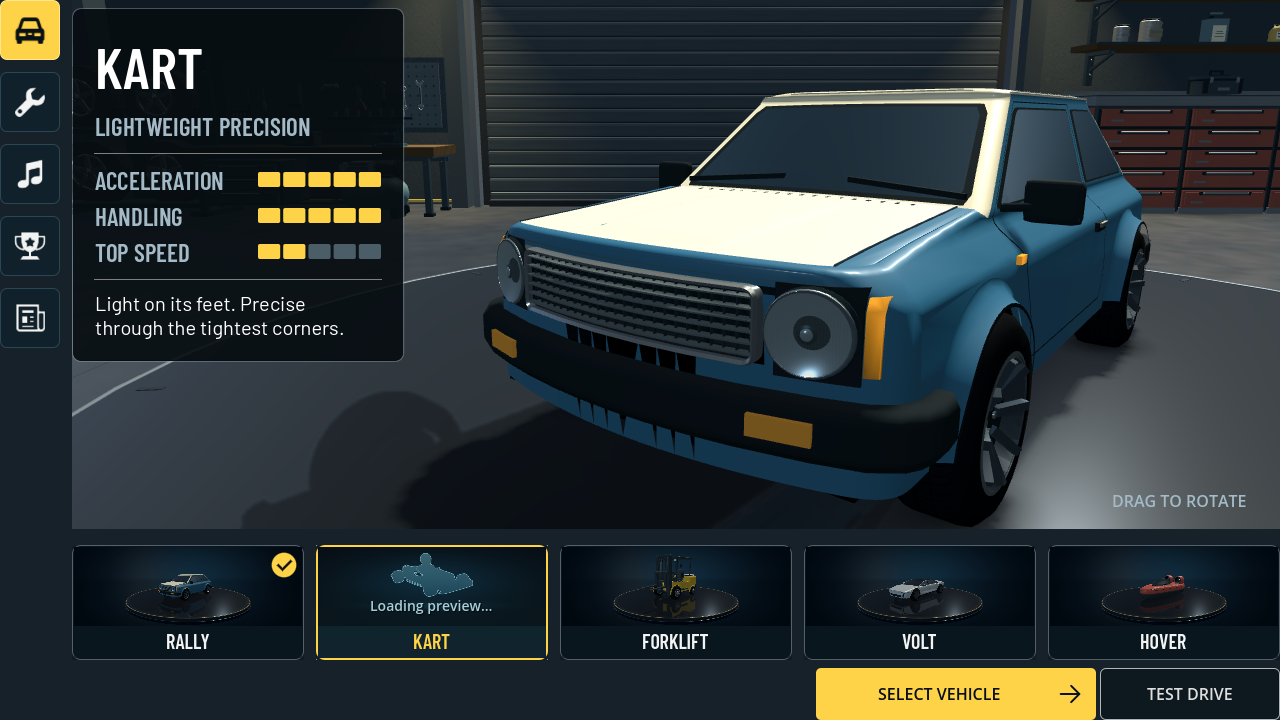 KART
LIGHTWEIGHT PRECISION
ACCELERATION
HANDLING
TOP SPEED
Light on its feet. Precise
through the tightest corners.
DRAG TO ROTATE
Loading preview...
RALLY
KART
FORKLIFT
VOLT
HOVER
SELECT VEHICLE
TEST DRIVE